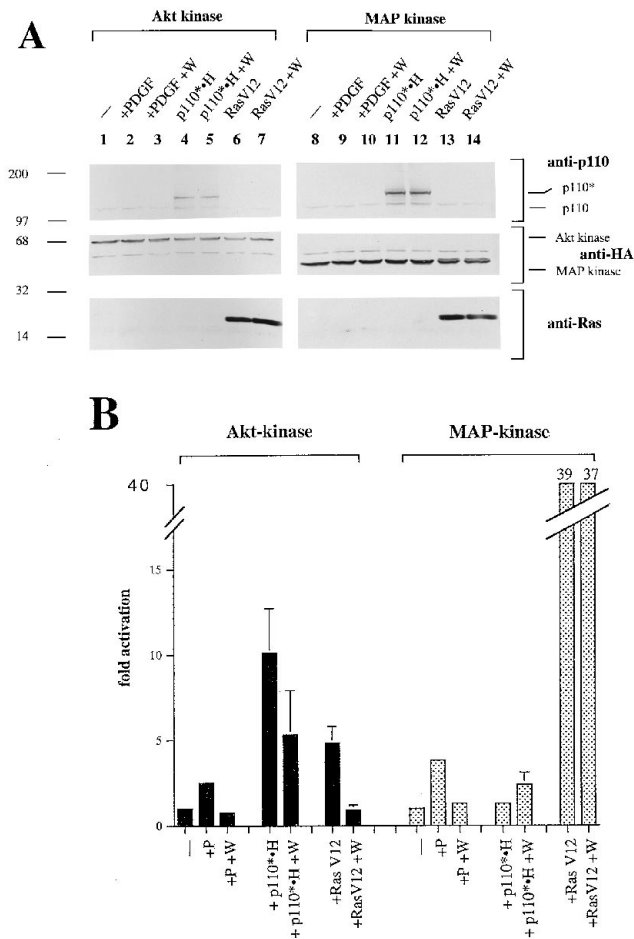 A
Akt kinase
MAP kinase
—
+PDGF
+PDGF +W
p110*•H
p110*•H +W
RasV12
RasV12 +W
—
+PDGF
+PDGF +W
p110*•H
p110*•H +W
RasV12
RasV12 +W
1 2 3 4 5 6 7 8 9 10 11 12 13 14
200
97
68
32
14
anti-p110
p110*
p110
Akt kinase
anti-HA
MAP kinase
anti-Ras
B
Akt-kinase
MAP-kinase
39 37
40
15
10
5
0
fold activation
—
+P
+P +W
+ p110*•H
+ p110*•H +W
+Ras V12
+RasV12 +W
—
+P
+P +W
+ p110*•H
+ p110*•H +W
+Ras V12
+RasV12 +W